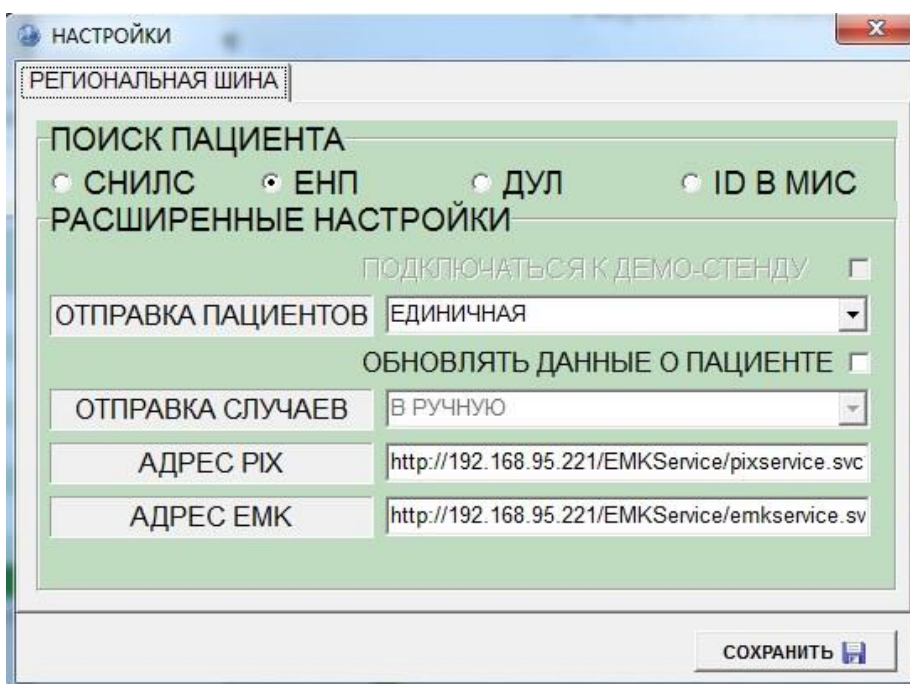 НАСТРОЙКИ
РЕГИОНАЛЬНАЯ ШИНА
ПОИСК ПАЦИЕНТА
СНИЛС ЕНП ДУЛ ID В МИС
РАСШИРЕННЫЕ НАСТРОЙКИ
ПОДКЛЮЧАТЬСЯ К ДЕМО-СТЕНДУ
ОТПРАВКА ПАЦИЕНТОВ ЕДИНИЧНАЯ
ОБНОВЛЯТЬ ДАННЫЕ О ПАЦИЕНТЕ
ОТПРАВКА СЛУЧАЕВ В РУЧНУЮ
АДРЕС PIX http://192.168.95.221/EMKService/pixservice.svc
АДРЕС ЕМК http://192.168.95.221/EMKService/emkservice.sv
СОХРАНИТЬ